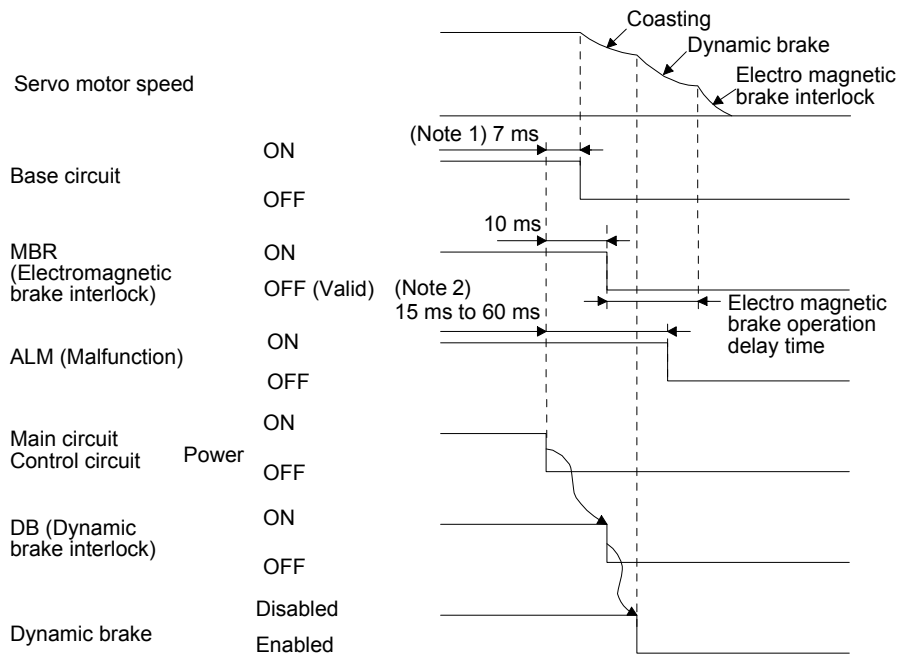 Coasting
Dynamic brake
Electro magnetic
brake interlock
Servo motor speed
(Note 1) 7 ms
ON
Base circuit
OFF
10 ms
MBR
(Electromagnetic
brake interlock)
ON
OFF (Valid)
(Note 2)
15 ms to 60 ms
Electro magnetic
brake operation
delay time
ALM (Malfunction)
ON
OFF
Main circuit
Control circuit
Power
ON
OFF
DB (Dynamic
brake interlock)
ON
OFF
Dynamic brake
Disabled
Enabled